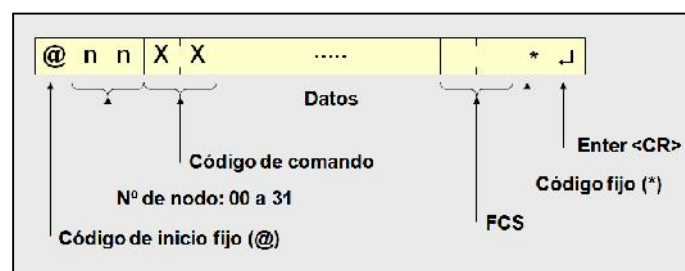 @ n n X X ..... * ↵
Datos
Enter <CR>
Código de comando
Código fijo (*)
Nº de nodo: 00 a 31
FCS
Código de inicio fijo (@)